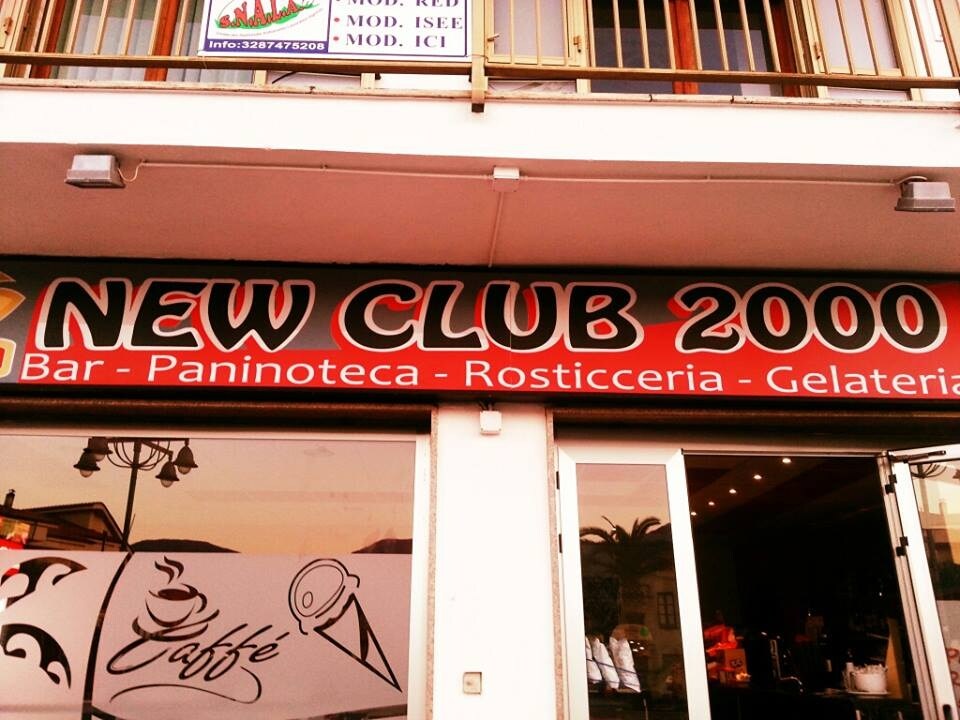 S.N.A.L.A.
• MOD. RED
• MOD. ISEE
• MOD. ICI
Info:3287475208
NEW CLUB 2000
Bar - Paninoteca - Rosticceria - Gelateria
Caffé